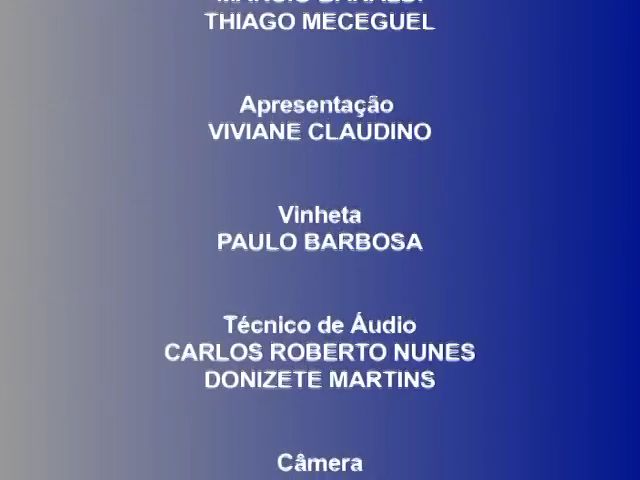 THIAGO MECEGUEL
Apresentação
VIVIANE CLAUDINO
Vinheta
PAULO BARBOSA
Técnico de Áudio
CARLOS ROBERTO NUNES
DONIZETE MARTINS
Câmera